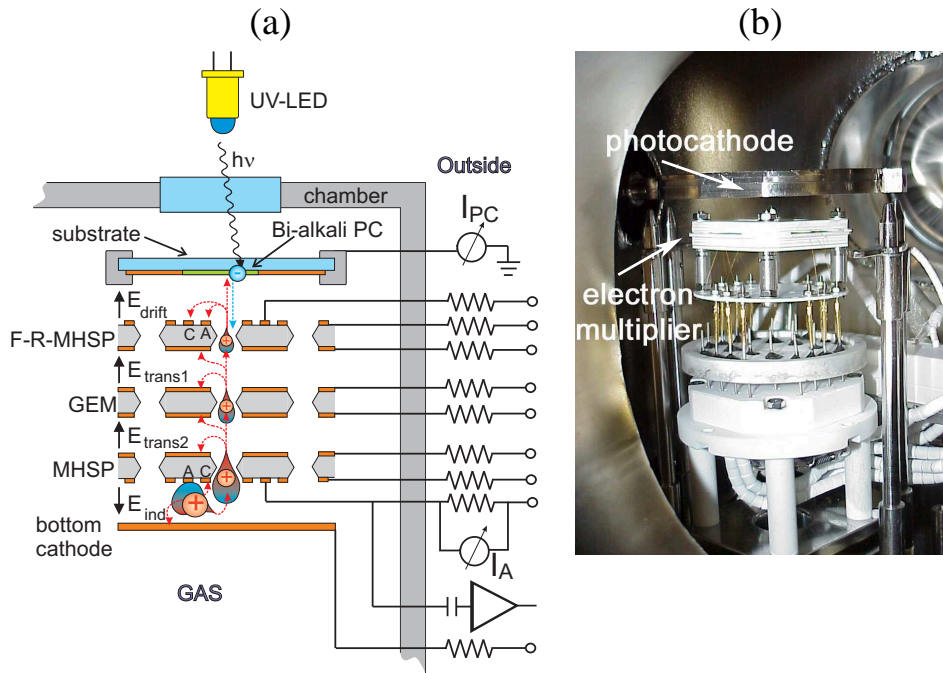 (a)
(b)
UV-LED
hν
Outside
chamber
I_PC
substrate
Bi-alkali PC
-
E_drift
F-R-MHSP
C A
+
E_trans1
GEM
+
E_trans2
MHSP
A C
+
+
E_ind
bottom
cathode
I_A
GAS
photocathode
electron
multiplier